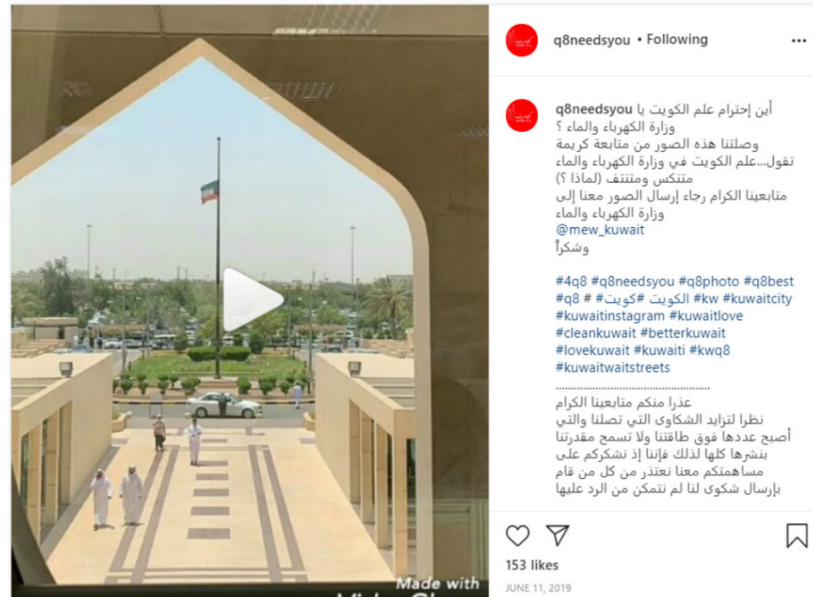 q8needsyou • Following
q8needsyou أين إحترام علم الكويت يا
وزارة الكهرباء والماء ؟
وصلتنا هذه الصور من متابعة كريمة
تقول...علم الكويت في وزارة الكهرباء والماء
متنكس ومتنتف (لماذا ؟)
متابعينا الكرام رجاء إرسال الصور معنا إلى
وزارة الكهرباء والماء
@mew_kuwait
وشكراً
#4q8 #q8needsyou #q8photo #q8best
#q8 # #الكويت #كويت #kw #kuwaitcity
#kuwaitinstagram #kuwaitlove
#cleankuwait #betterkuwait
#lovekuwait #kuwaiti #kwq8
#kuwaitwaitstreets
......................................................
عذرا منكم متابعينا الكرام
نظرا لتزايد الشكاوى التي تصلنا والتي
أصبح عددها فوق طاقتنا ولا تسمح مقدرتنا
بنشرها كلها لذلك فإننا إذ نشكركم على
مساهمتكم معنا نعتذر من كل من قام
بإرسال شكوى لنا لم نتمكن من الرد عليها
153 likes
JUNE 11, 2019
Made with